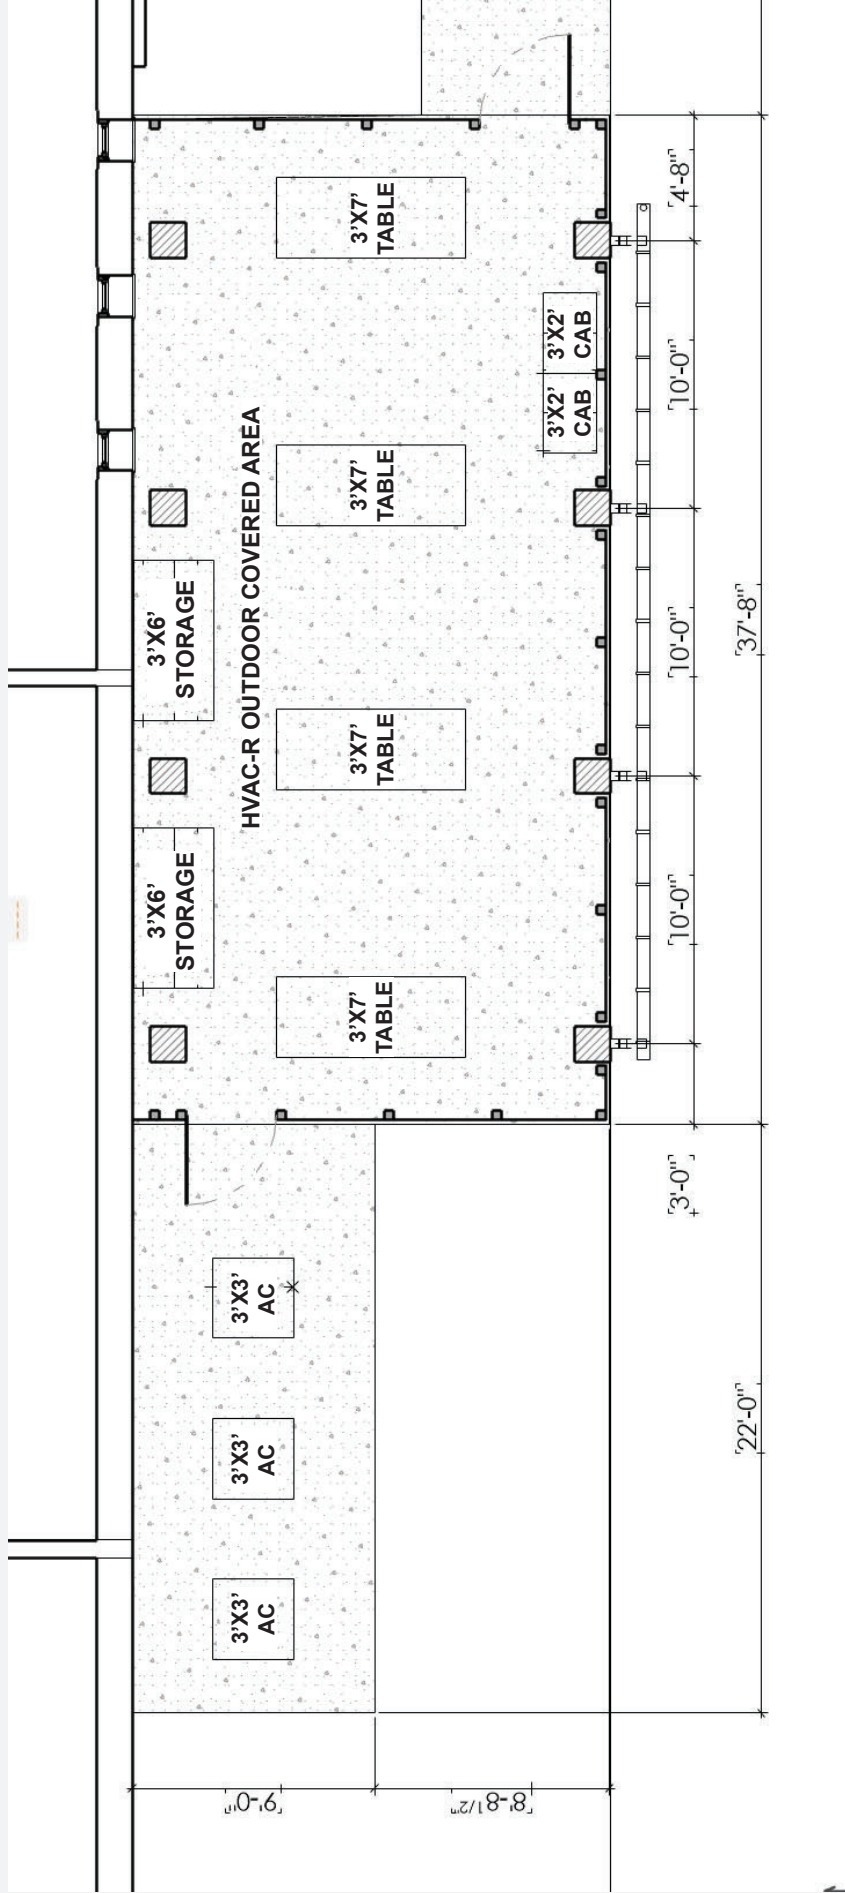 3'X7'
TABLE
4'-8"
3'X2'
CAB
3'X2'
CAB
10'-0"
3'X7'
TABLE
HVAC-R OUTDOOR COVERED AREA
3'X6'
STORAGE
10'-0"
37'-8"
3'X7'
TABLE
3'X6'
STORAGE
10'-0"
3'X7'
TABLE
3'-0"
3'X3'
AC
3'X3'
AC
22'-0"
3'X3'
AC
9'-0"
8'-8 1/2"